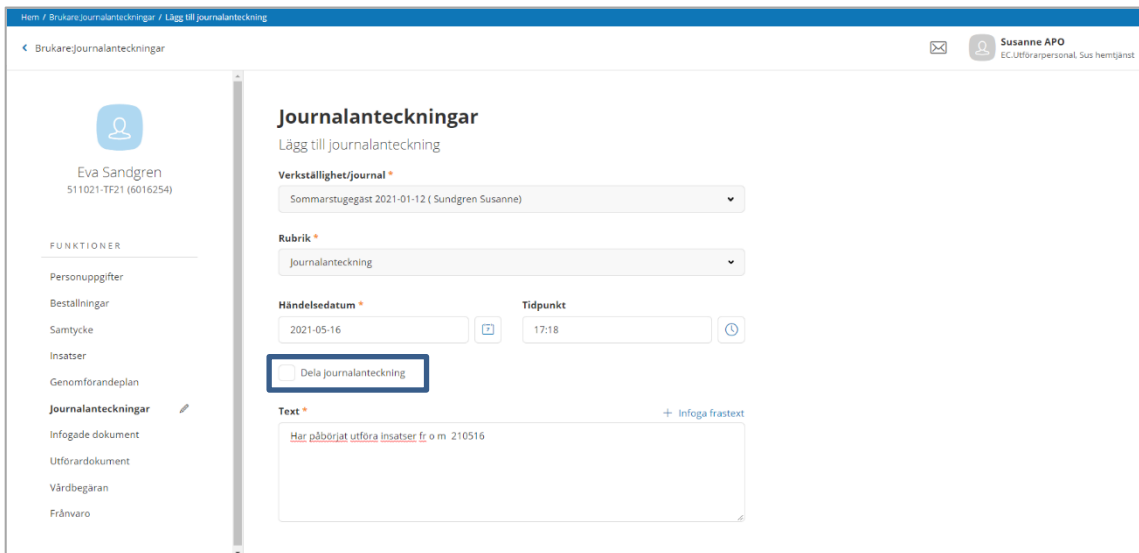 Hem / Brukare:Journalanteckningar / Lägg till journalanteckning
Brukare:Journalanteckningar
Susanne APO
EC.Utförarpersonal, Sus hemtjänst
Eva Sandgren
511021-TF21 (6016254)
FUNKTIONER
Personuppgifter
Beställningar
Samtycke
Insatser
Genomförandeplan
Journalanteckningar
Infogade dokument
Utförardokument
Vårdbegäran
Frånvaro
Journalanteckningar
Lägg till journalanteckning
Verkställighet/journal *
Sommarstugegäst 2021-01-12 ( Sundgren Susanne)
Rubrik *
Journalanteckning
Händelsedatum * Tidpunkt
2021-05-16 17:18
Dela journalanteckning
Text * + Infoga frastext
Har påbörjat utföra insatser fr o m 210516